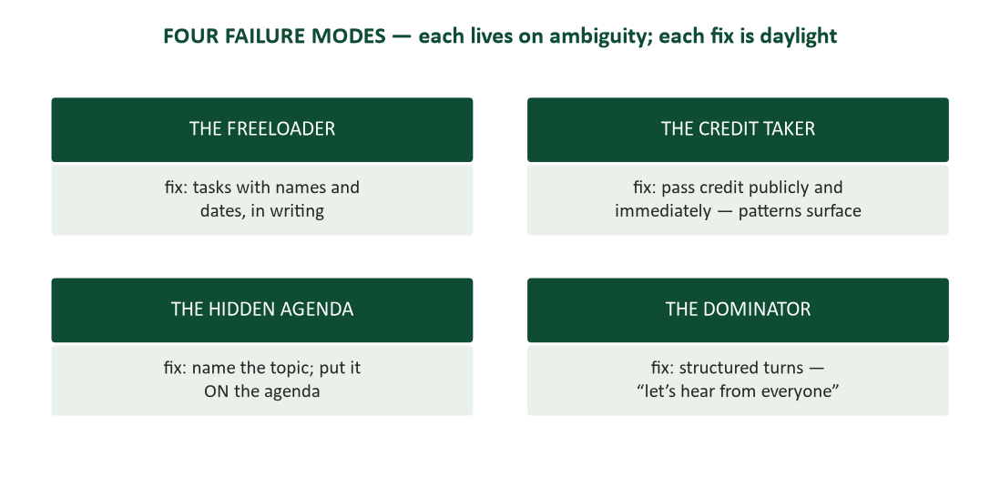 FOUR FAILURE MODES — each lives on ambiguity; each fix is daylight
THE FREELOADER
fix: tasks with names and
dates, in writing
THE CREDIT TAKER
fix: pass credit publicly and
immediately — patterns surface
THE HIDDEN AGENDA
fix: name the topic; put it
ON the agenda
THE DOMINATOR
fix: structured turns —
“let’s hear from everyone”